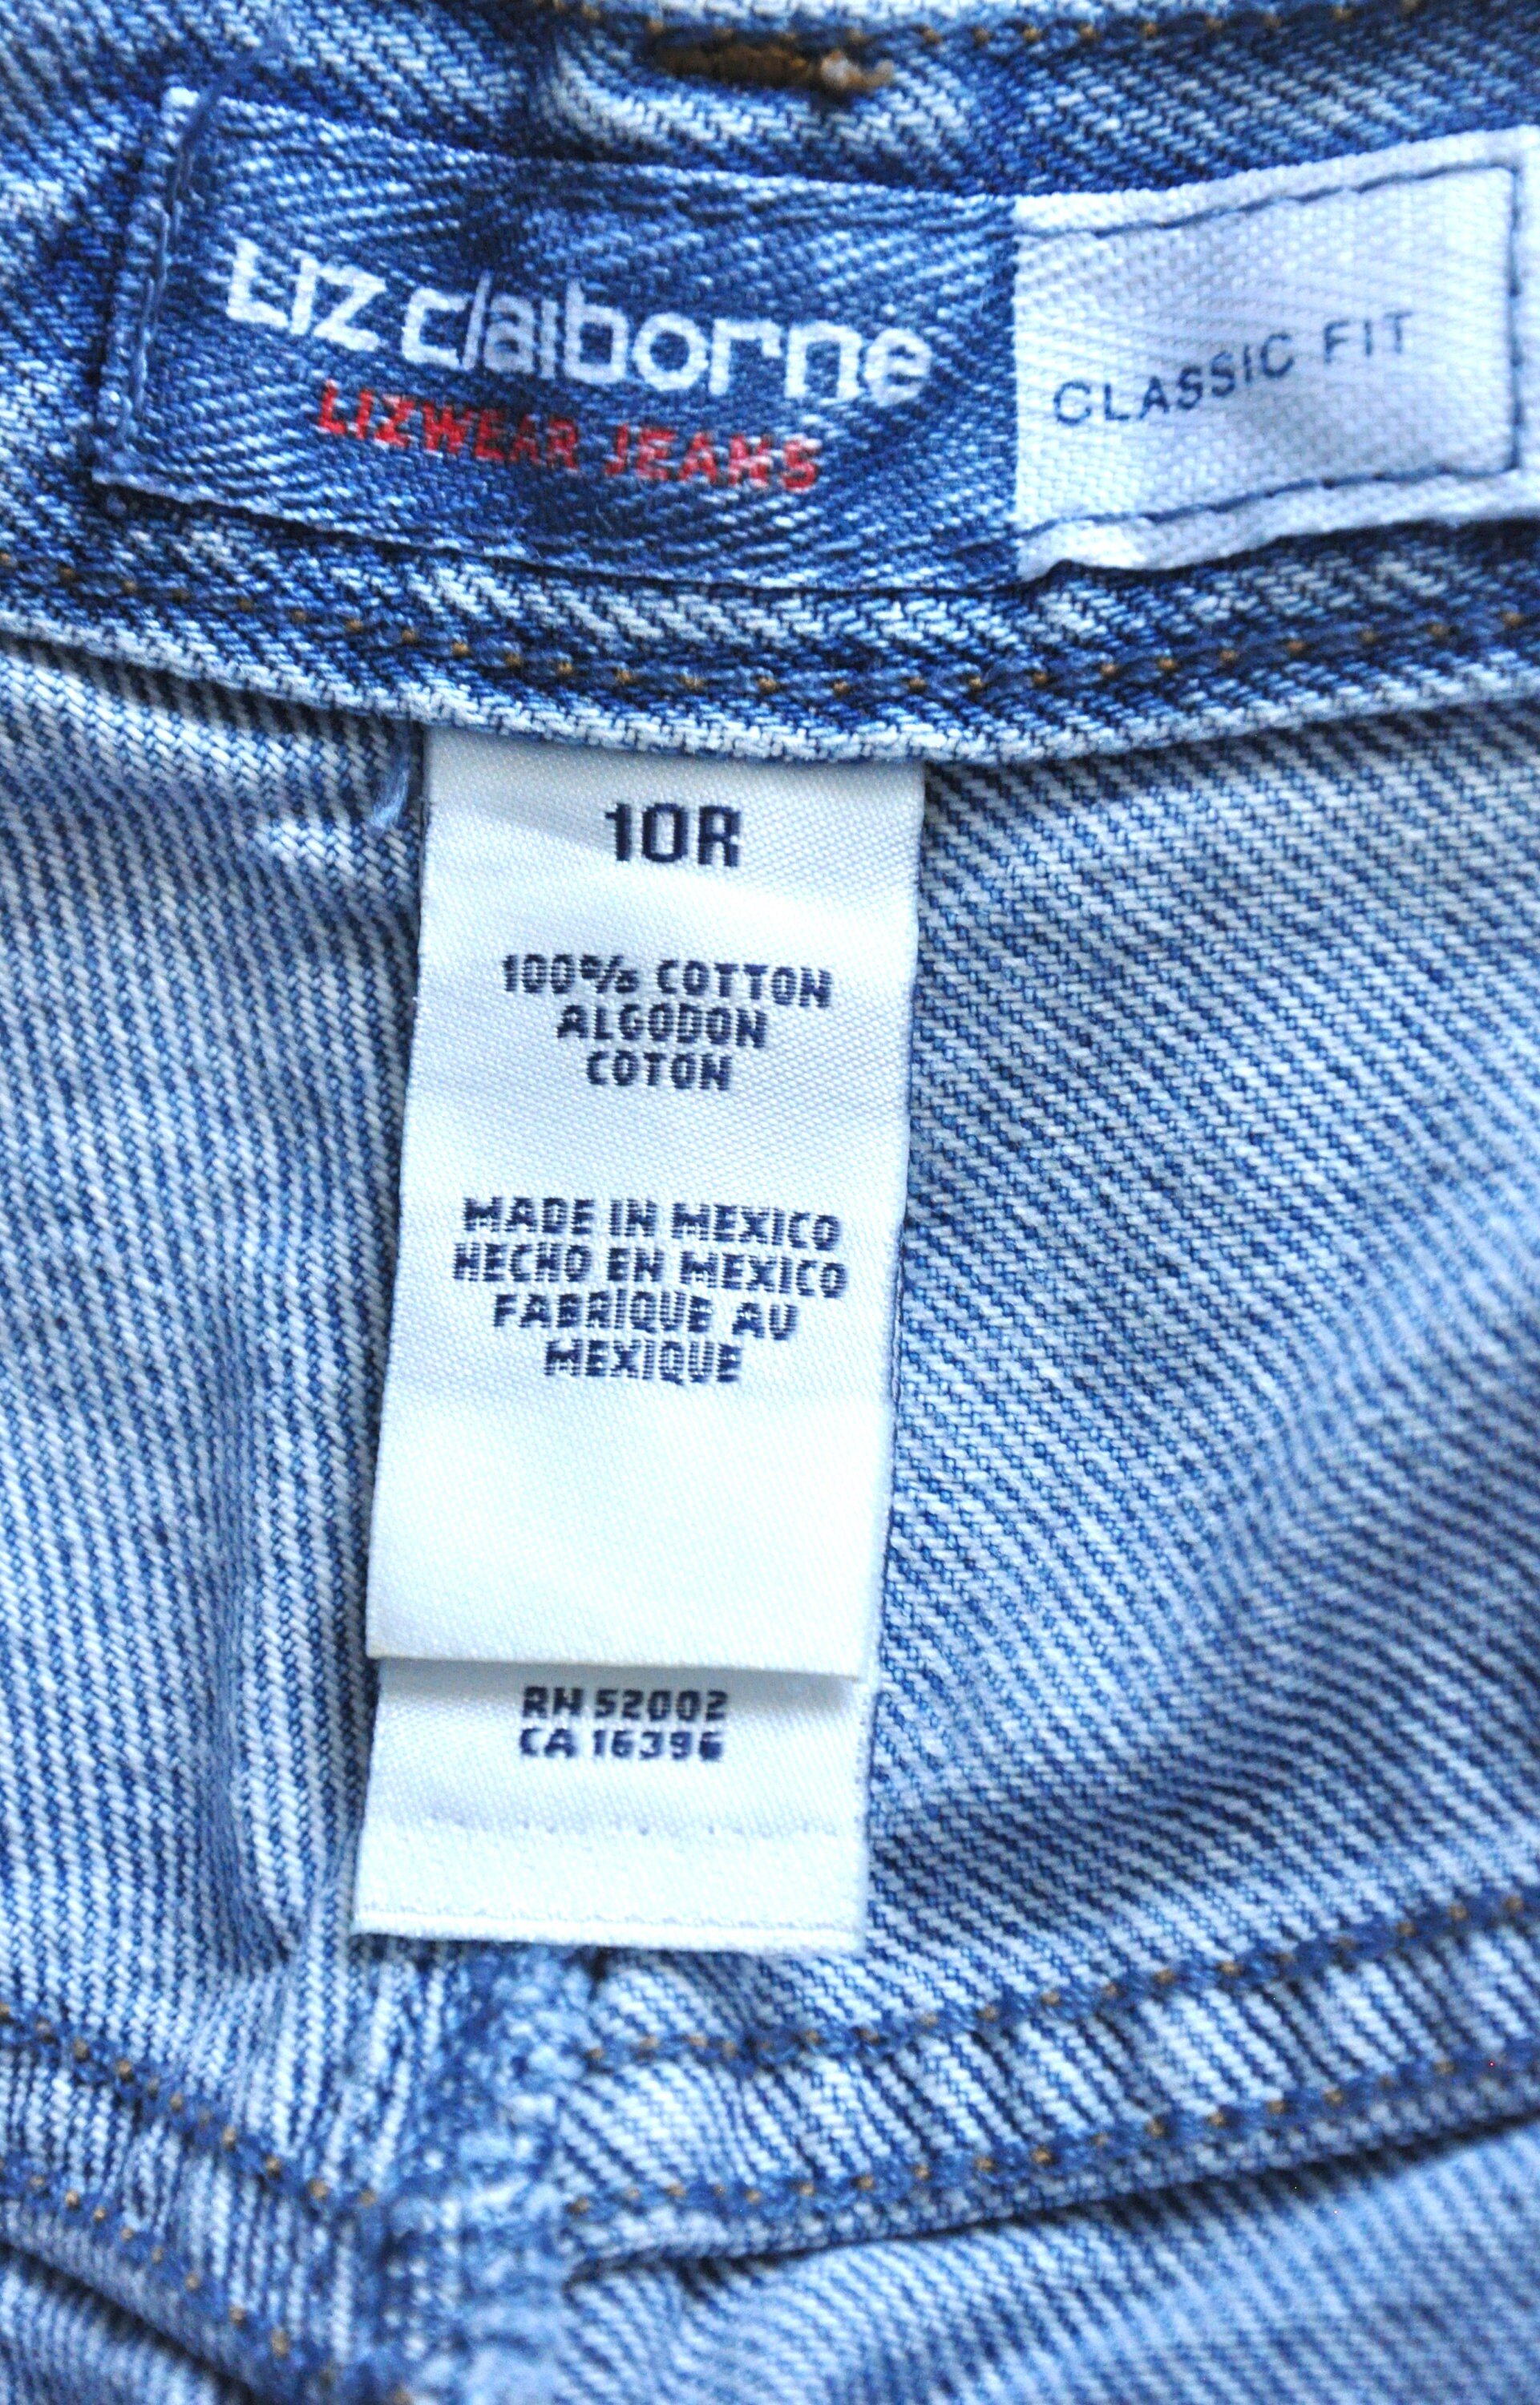 Liz claiborne
LIZWEAR JEANS
CLASSIC FIT
10R
100% COTTON
ALGODON
COTON
MADE IN MEXICO
HECHO EN MEXICO
FABRIQUE AU
MEXIQUE
RN 52002
CA 16396